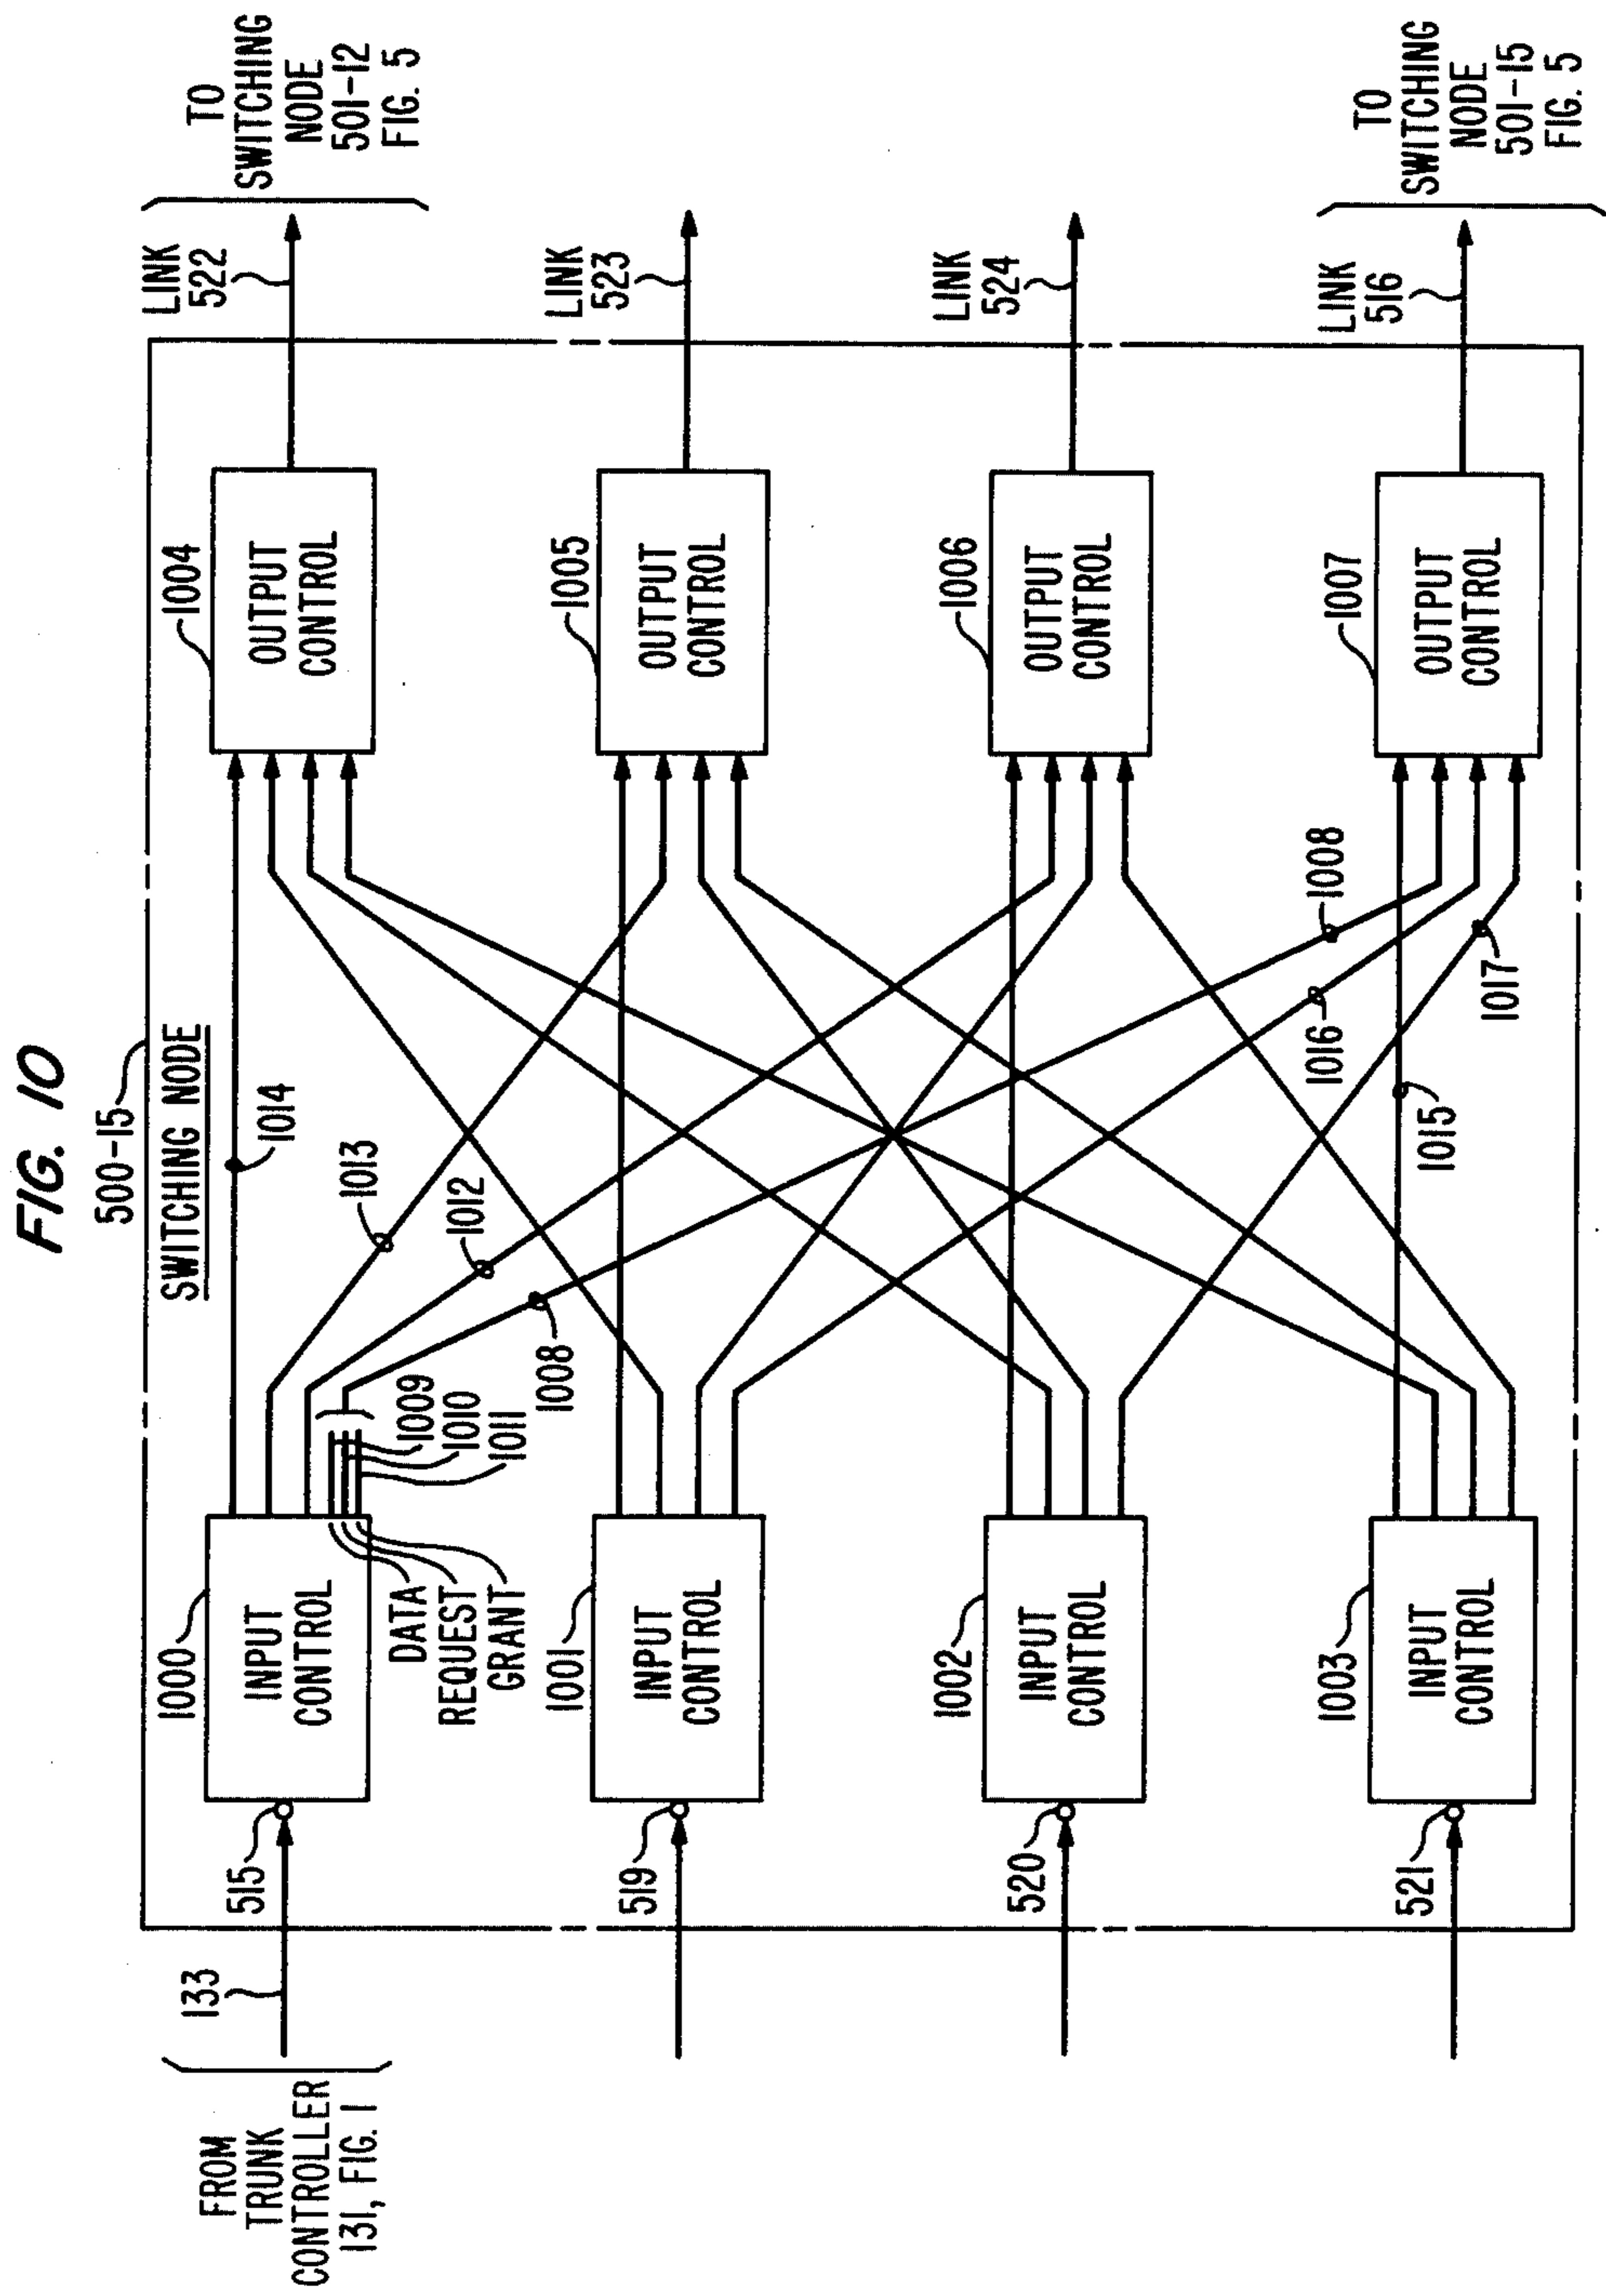 FIG. 10
500-15
SWITCHING NODE
FROM
TRUNK
CONTROLLER
131, FIG. 1
133
515
1000
INPUT
CONTROL
DATA
REQUEST
GRANT
1009
1010
1011
1008
1012
1013
1014
1004
OUTPUT
CONTROL
LINK
522
TO
SWITCHING
NODE
501-12
FIG. 5
519
1001
INPUT
CONTROL
1005
OUTPUT
CONTROL
LINK
523
520
1002
INPUT
CONTROL
1006
OUTPUT
CONTROL
LINK
524
521
1003
INPUT
CONTROL
1015
1016
1017
1008
1007
OUTPUT
CONTROL
LINK
516
TO
SWITCHING
NODE
501-15
FIG. 5